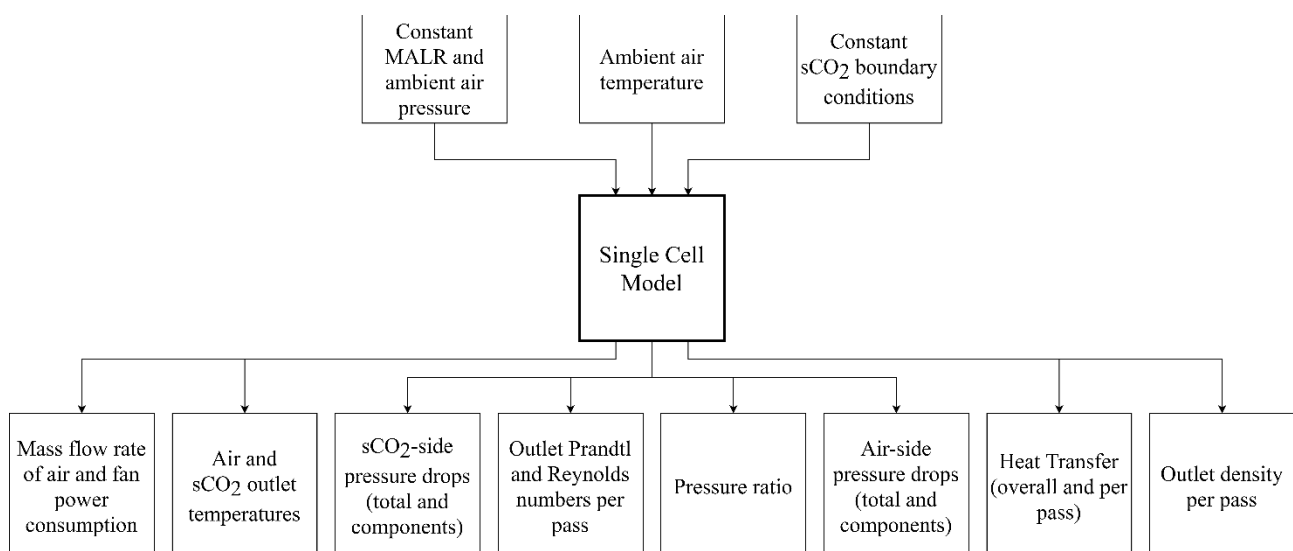 Constant
MALR and
ambient air
pressure
Ambient air
temperature
Constant
sCO2 boundary
conditions
Single Cell
Model
Mass flow rate
of air and fan
power
consumption
Air and
sCO2 outlet
temperatures
sCO2-side
pressure drops
(total and
components)
Outlet Prandtl
and Reynolds
numbers per
pass
Pressure ratio
Air-side
pressure drops
(total and
components)
Heat Transfer
(overall and per
pass)
Outlet density
per pass